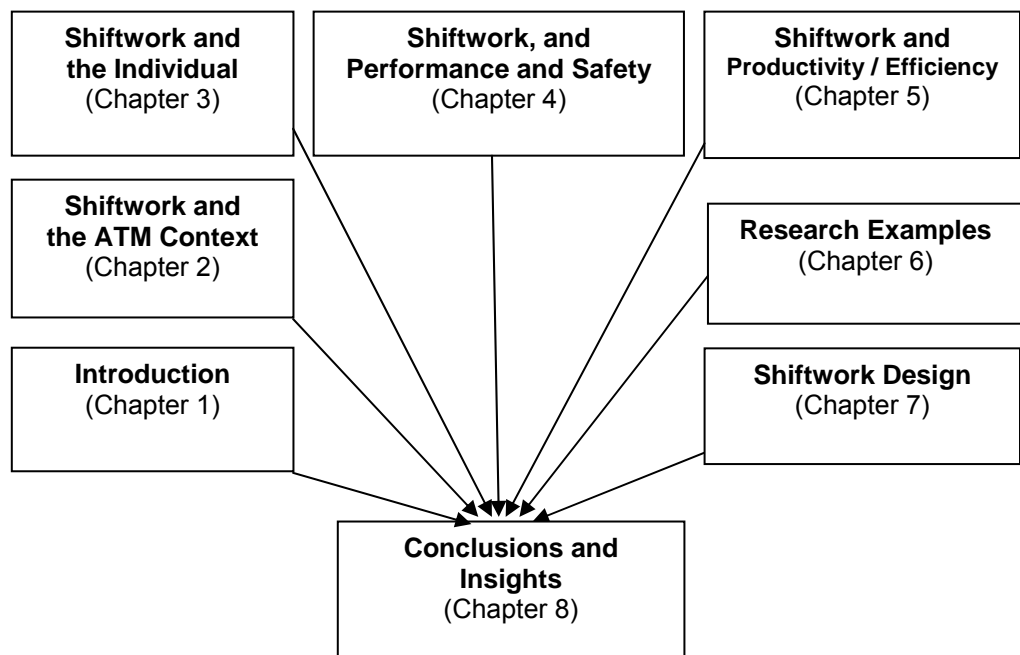 Shiftwork and
the Individual
(Chapter 3)
Shiftwork, and
Performance and Safety
(Chapter 4)
Shiftwork and
Productivity / Efficiency
(Chapter 5)
Shiftwork and
the ATM Context
(Chapter 2)
Research Examples
(Chapter 6)
Introduction
(Chapter 1)
Shiftwork Design
(Chapter 7)
Conclusions and
Insights
(Chapter 8)